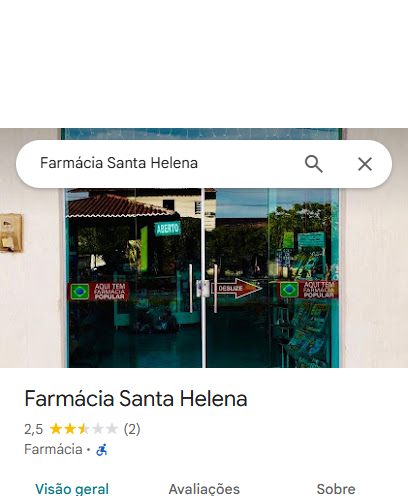 Farmácia Santa Helena
ABERTO
AQUI TEM
FARMÁCIA
POPULAR
DESLIZE
AQUI TEM
FARMÁCIA
POPULAR
Farmácia Santa Helena
2,5 (2)
Farmácia ·
Visão geral Avaliações Sobre